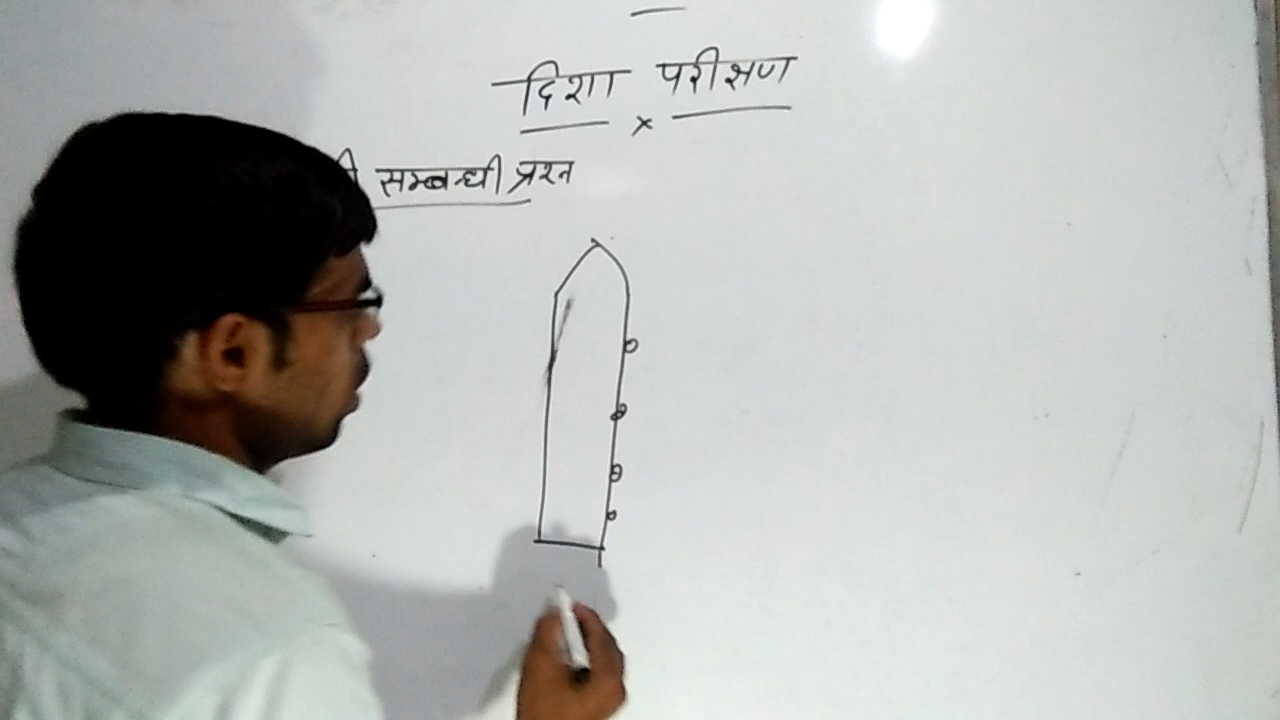 दिशा परीक्षण
सम्बन्धी प्रश्न